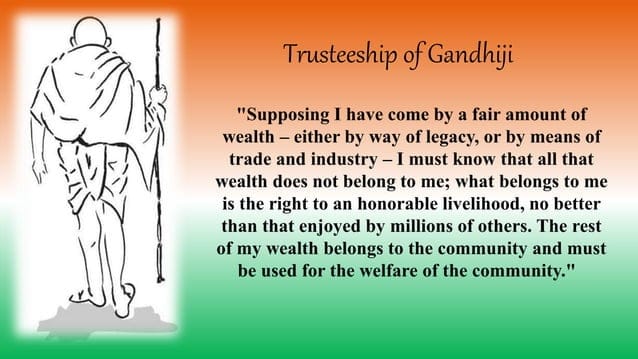 Trusteeship of Gandhiji
"Supposing I have come by a fair amount of
wealth – either by way of legacy, or by means of
trade and industry – I must know that all that
wealth does not belong to me; what belongs to me
is the right to an honorable livelihood, no better
than that enjoyed by millions of others. The rest
of my wealth belongs to the community and must
be used for the welfare of the community."